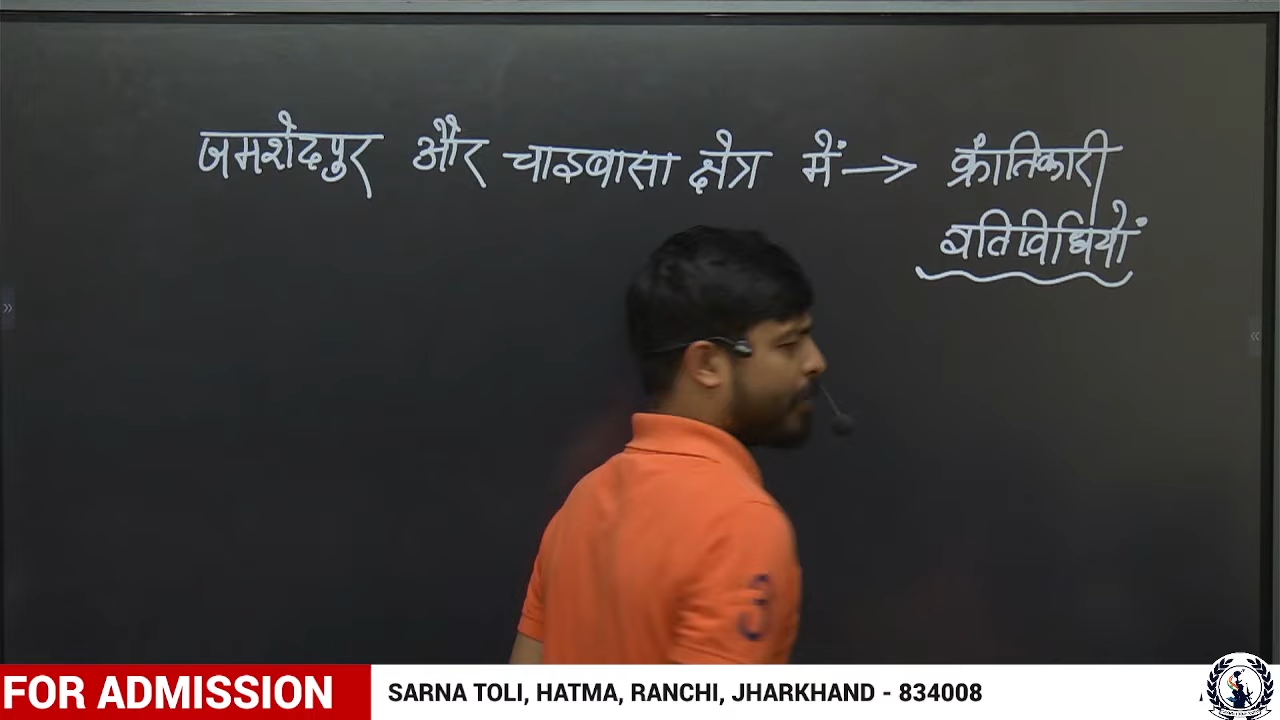 जमशेदपुर और चाइबासा क्षेत्र में → क्रांतिकारी
गतिविधियों
FOR ADMISSION
SARNA TOLI, HATMA, RANCHI, JHARKHAND - 834008